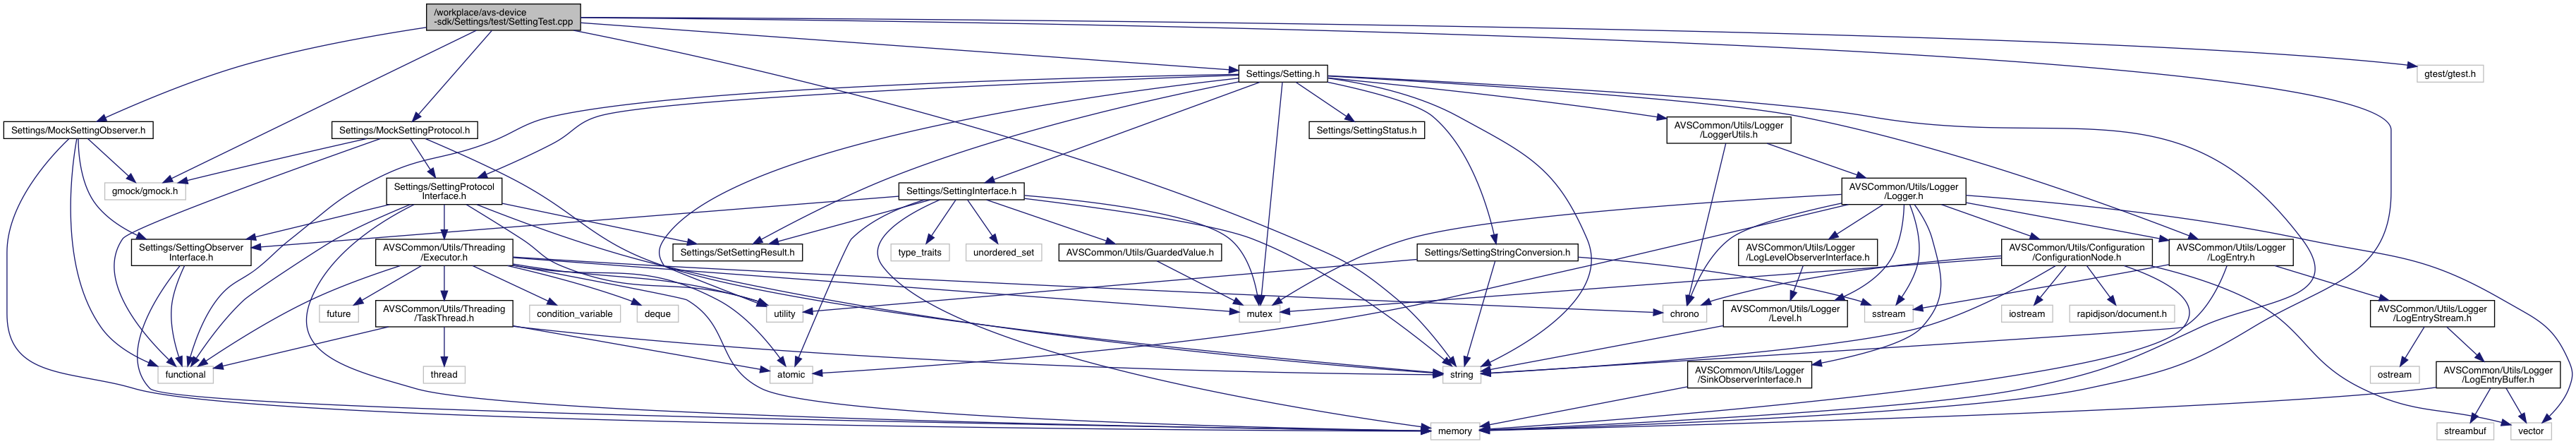 /workplace/avs-device
-sdk/Settings/test/SettingTest.cpp
Settings/Setting.h
gtest/gtest.h
Settings/MockSettingObserver.h
Settings/MockSettingProtocol.h
Settings/SettingStatus.h
AVSCommon/Utils/Logger
/LoggerUtils.h
gmock/gmock.h
Settings/SettingProtocol
Interface.h
Settings/SettingInterface.h
AVSCommon/Utils/Logger
/Logger.h
Settings/SettingObserver
Interface.h
AVSCommon/Utils/Threading
/Executor.h
Settings/SetSettingResult.h
type_traits
unordered_set
AVSCommon/Utils/GuardedValue.h
Settings/SettingStringConversion.h
AVSCommon/Utils/Logger
/LogLevelObserverInterface.h
AVSCommon/Utils/Configuration
/ConfigurationNode.h
AVSCommon/Utils/Logger
/LogEntry.h
future
AVSCommon/Utils/Threading
/TaskThread.h
condition_variable
deque
utility
mutex
chrono
AVSCommon/Utils/Logger
/Level.h
sstream
iostream
rapidjson/document.h
AVSCommon/Utils/Logger
/LogEntryStream.h
functional
thread
atomic
string
AVSCommon/Utils/Logger
/SinkObserverInterface.h
ostream
AVSCommon/Utils/Logger
/LogEntryBuffer.h
memory
streambuf
vector